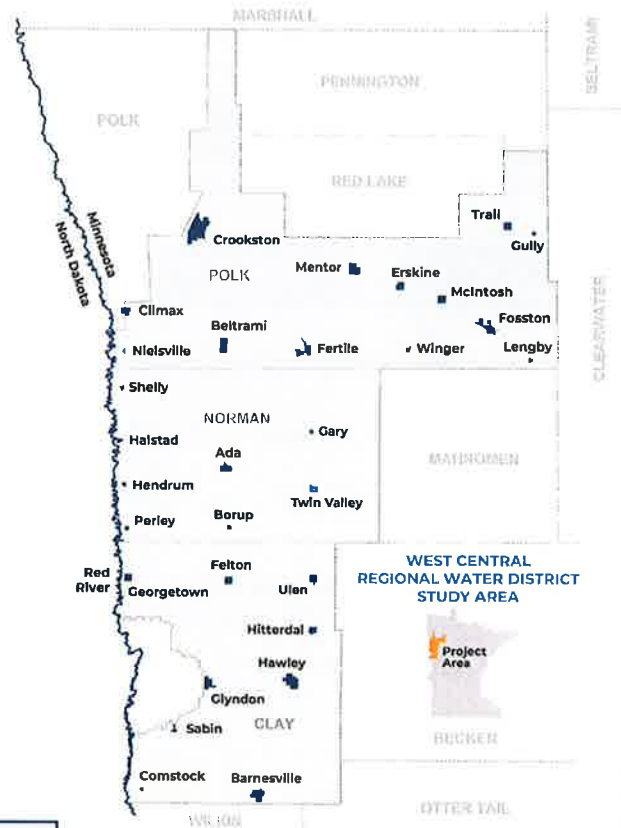 MARSHALL
BELTRAMI
PENNINGTON
POLK
RED LAKE
Trail
Gully
Minnesota
North Dakota
Crookston
POLK
Mentor
Erskine
McIntosh
CLEARWATER
Climax
Beltrami
Fosston
Nielsville
Fertile
Winger
Lengby
Shelly
NORMAN
Gary
Halstad
Ada
MAHNOMEN
Hendrum
Twin Valley
Perley
Borup
Red
River
Georgetown
Felton
Ulen
WEST CENTRAL
REGIONAL WATER DISTRICT
STUDY AREA
Hitterdal
Project
Area
Hawley
Glyndon
Sabin
CLAY
BECKER
Comstock
Barnesville
WILKIN
OTTER TAIL